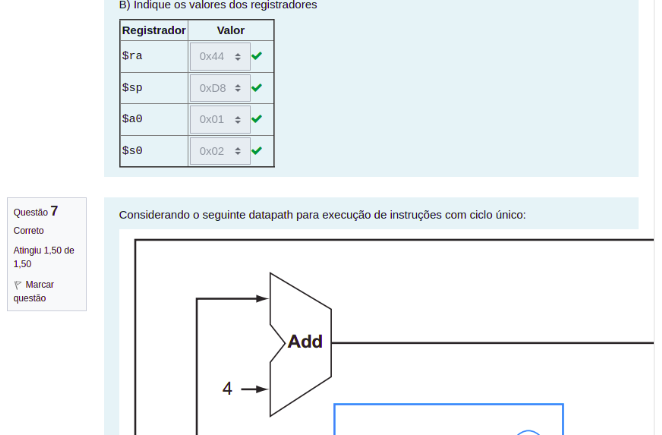 B) Indique os valores dos registradores
Registrador Valor
$ra 0x44
$sp 0xD8
$a0 0x01
$s0 0x02
Questão 7
Correto
Atingiu 1,50 de
1,50
Marcar
questão
Considerando o seguinte datapath para execução de instruções com ciclo único:
Add
4